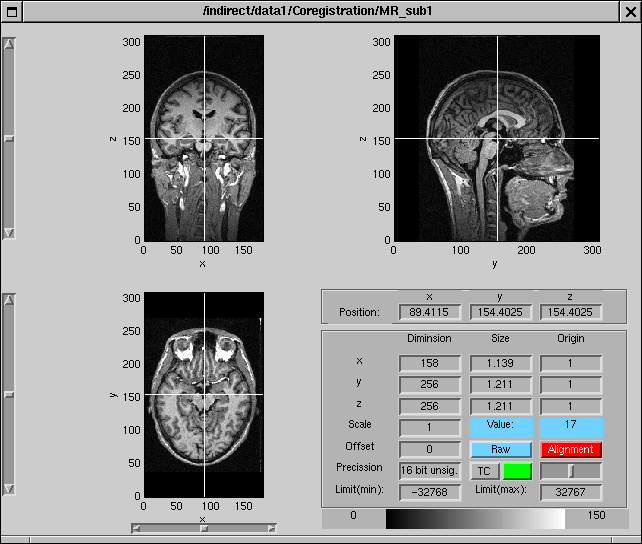 /indirect/data1/Coregistration/MR_sub1
300
250
200
z
150
100
50
0
0 50 100 150
x
300
250
200
z
150
100
50
0
0 100 200 300
y
300
250
200
y
150
100
50
0
0 50 100 150
x
x y z
Position: 89.4115 154.4025 154.4025
Diminsion Size Origin
x 158 1.139 1
y 256 1.211 1
z 256 1.211 1
Scale 1 Value: 17
Offset 0 Raw Alignment
Precission 16 bit unsig. TC
Limit(min): -32768 Limit(max): 32767
0 150